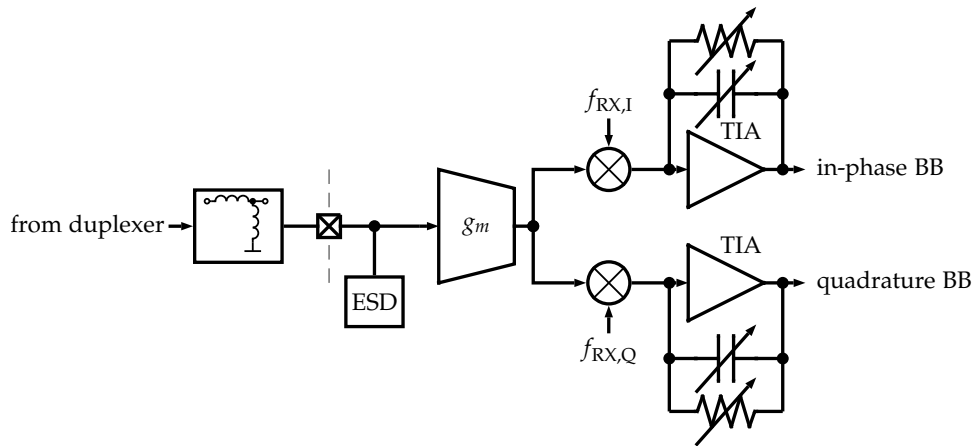 f_RX,I
TIA
in-phase BB
from duplexer
g_m
ESD
TIA
quadrature BB
f_RX,Q